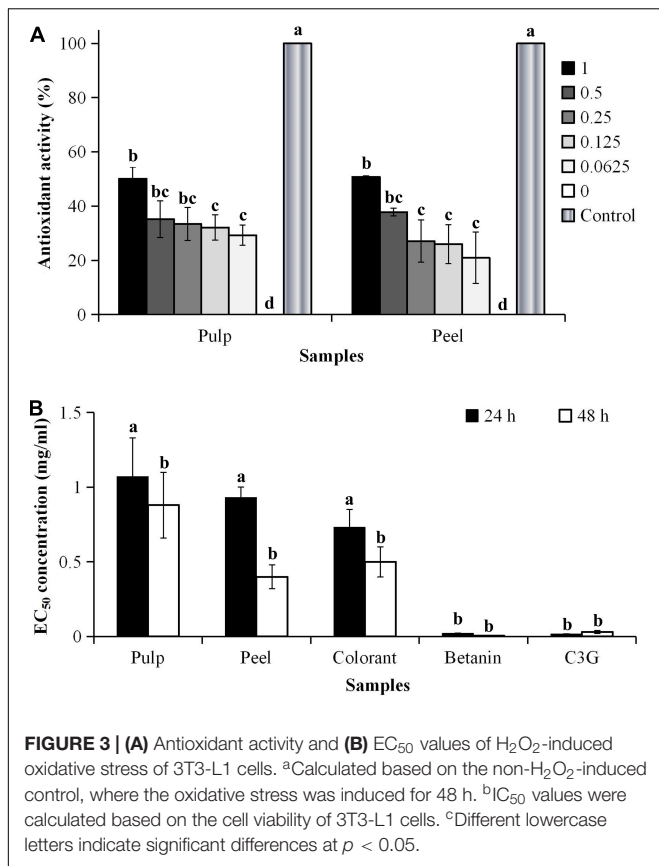 A
Antioxidant activity (%)
100
80
60
40
20
0
b
bc
bc
c
c
d
a
b
bc
c
c
c
d
a
1
0.5
0.25
0.125
0.0625
0
Control
Pulp
Peel
Samples
B
EC50 concentration (mg/ml)
1.5
1
0.5
0
24 h
48 h
a
b
a
b
a
b
b
b
b
b
Pulp
Peel
Colorant
Betanin
C3G
Samples
FIGURE 3 | (A) Antioxidant activity and (B) EC50 values of H2O2-induced
oxidative stress of 3T3-L1 cells. aCalculated based on the non-H2O2-induced
control, where the oxidative stress was induced for 48 h. bIC50 values were
calculated based on the cell viability of 3T3-L1 cells. cDifferent lowercase
letters indicate significant differences at p < 0.05.